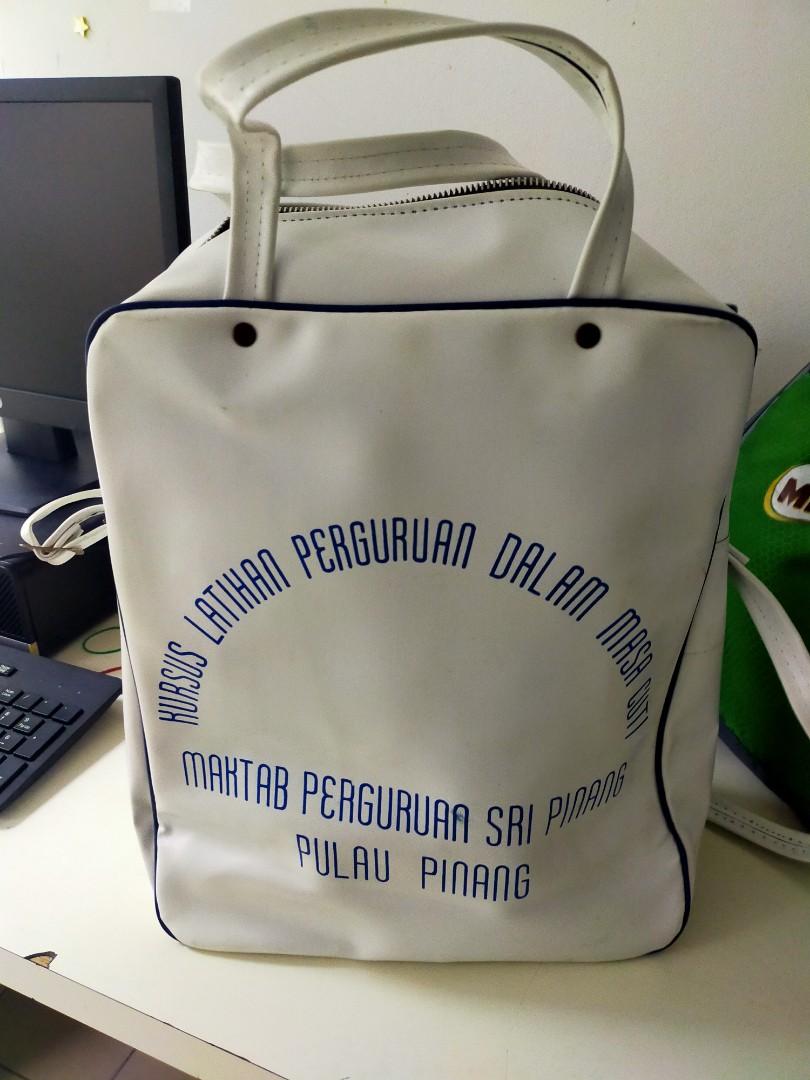 KURSUS LATIHAN PERGURUAN DALAM MASA CUTI
MAKTAB PERGURUAN SRI PINANG
PULAU PINANG